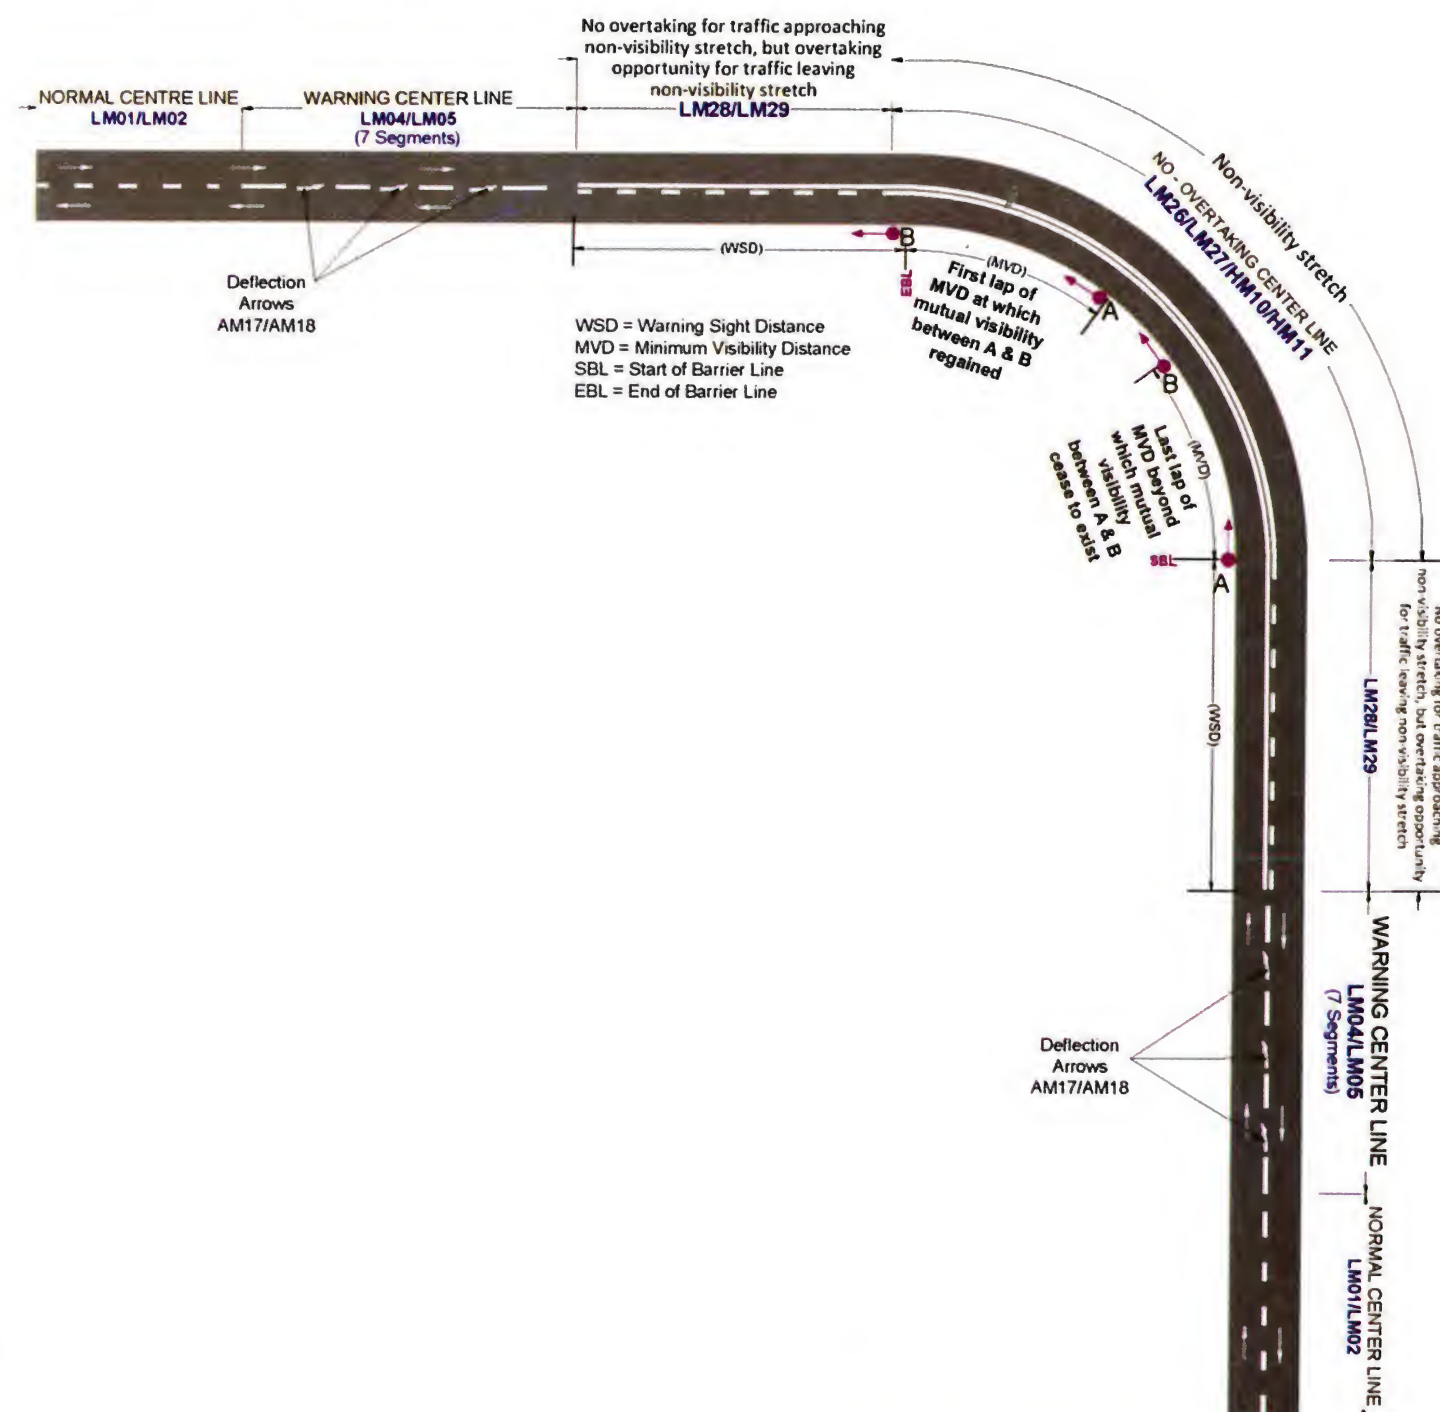 No overtaking for traffic approaching
non-visibility stretch, but overtaking
opportunity for traffic leaving
non-visibility stretch
LM28/LM29
NORMAL CENTRE LINE
LM01/LM02
WARNING CENTER LINE
LM04/LM05
(7 Segments)
Non-visibility stretch
NO - OVERTAKING CENTER LINE
LM26/LM27/HM10/HM11
Deflection
Arrows
AM17/AM18
(WSD)
B
EBL
(MVD)
First lap of
MVD at which
mutual visibility
between A & B
regained
A
B
WSD = Warning Sight Distance
MVD = Minimum Visibility Distance
SBL = Start of Barrier Line
EBL = End of Barrier Line
(MVD)
Last lap of
MVD beyond
which mutual
visibility
between A & B
cease to exist
SBL
A
(WSD)
No overtaking for traffic approaching
non-visibility stretch, but overtaking opportunity
for traffic leaving non-visibility stretch
LM28/LM29
WARNING CENTER LINE
LM04/LM05
(7 Segments)
Deflection
Arrows
AM17/AM18
NORMAL CENTER LINE
LM01/LM02